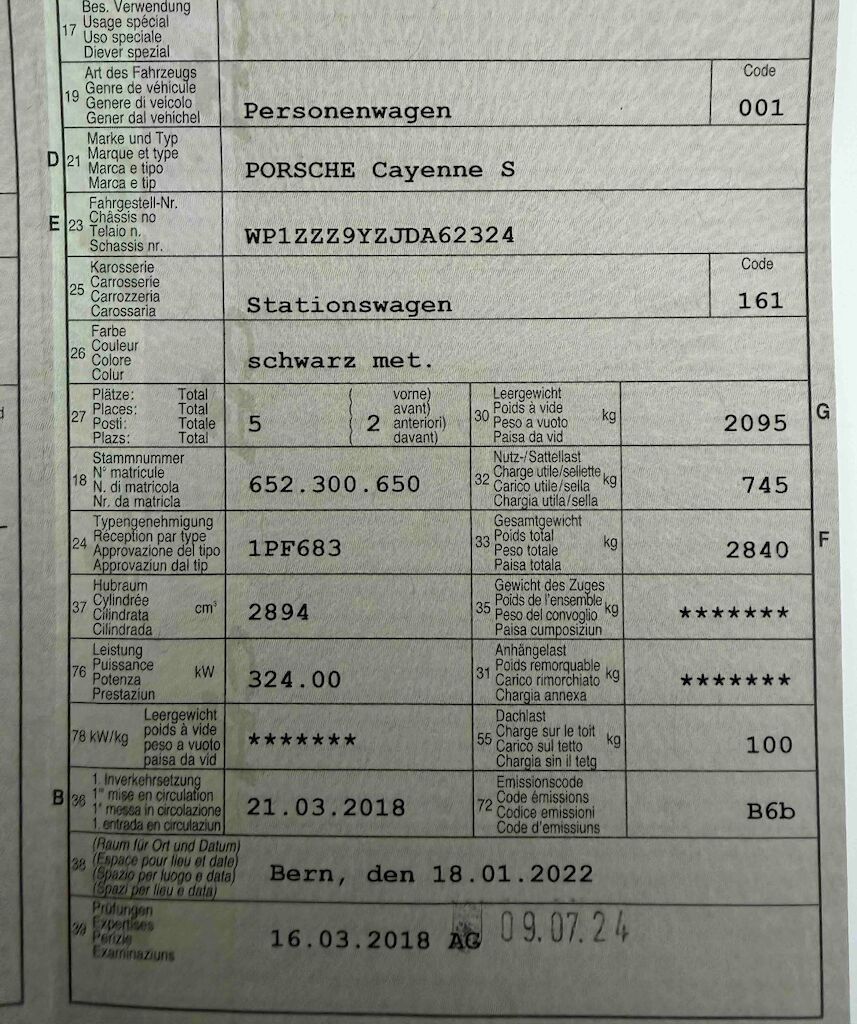 Bes. Verwendung
17 Usage spécial
Uso speciale
Diever spezial
Art des Fahrzeugs Code
19 Genre de véhicule
Genere di veicolo
Gener dal vehichel Personenwagen 001
Marke und Typ
D 21 Marque et type
Marca e tipo PORSCHE Cayenne S
Marca e tip
Fahrgestell-Nr.
E 23 Châssis no
Telaio n. WP1ZZZ9YZJDA62324
Schassis nr.
Karosserie Code
25 Carrosserie
Carrozzeria Stationswagen 161
Carossaria
Farbe
26 Couleur
Colore schwarz met.
Colur
27 Plätze: Total vorne)
Places: Total avant)
Posti: Totale 5 ( 2 anteriori)
Plazs: Total davant)
30 Leergewicht
Poids à vide kg
Peso a vuoto 2095 G
Paisa da vid
18 Stammnummer
N° matricule
N. di matricola 652.300.650
Nr. da matricla
32 Nutz-/Sattellast
Charge utile/sellette kg
Carico utile/sella 745
Chargia utila/sella
24 Typengenehmigung
Réception par type
Approvazione del tipo 1PF683
Approvaziun dal tip
33 Gesamtgewicht
Poids total kg F
Peso totale 2840
Paisa totala
37 Hubraum
Cylindrée cm³
Cilindrata 2894
Cilindrada
35 Gewicht des Zuges
Poids de l'ensemble kg
Peso del convoglio *******
Paisa cumposiziun
76 Leistung
Puissance kW
Potenza 324.00
Prestaziun
31 Anhängelast
Poids remorquable kg
Carico rimorchiato *******
Chargia annexa
78 kW/kg Leergewicht
poids à vide
peso a vuoto *******
paisa da vid
55 Dachlast
Charge sur le toit kg
Carico sul tetto 100
Chargia sin il tetg
B 36 1. Inverkehrsetzung
1re mise en circulation
1a messa in circolazione 21.03.2018
1. entrada en circulaziun
72 Emissionscode
Code émissions
Codice emissioni B6b
Code d'emissiuns
38 (Raum für Ort und Datum)
(Espace pour lieu et date)
(Spazio per luogo e data) Bern, den 18.01.2022
(Spazi per lieu e data)
39 Prüfungen
Expertises
Perizie 16.03.2018 AG 09.07.24
Examinaziuns